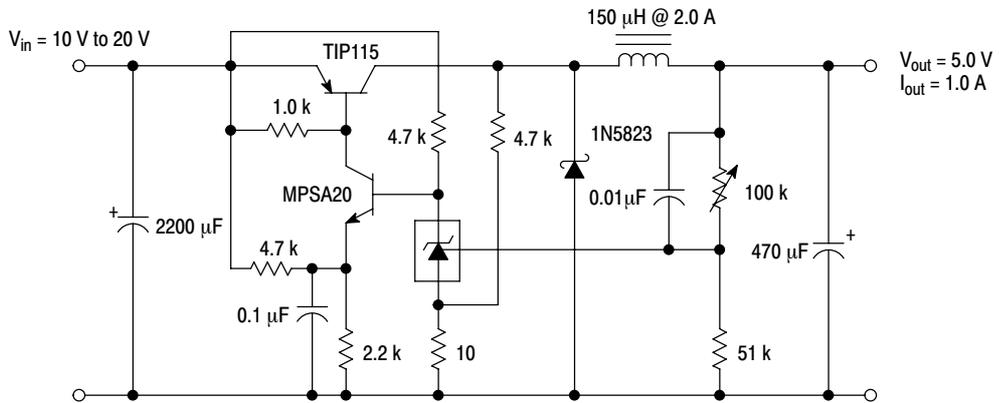 150 μH @ 2.0 A
Vin = 10 V to 20 V
TIP115
Vout = 5.0 V
Iout = 1.0 A
1.0 k
4.7 k
4.7 k
1N5823
MPSA20
0.01μF
100 k
+
2200 μF
4.7 k
+
470 μF
0.1 μF
2.2 k
10
51 k